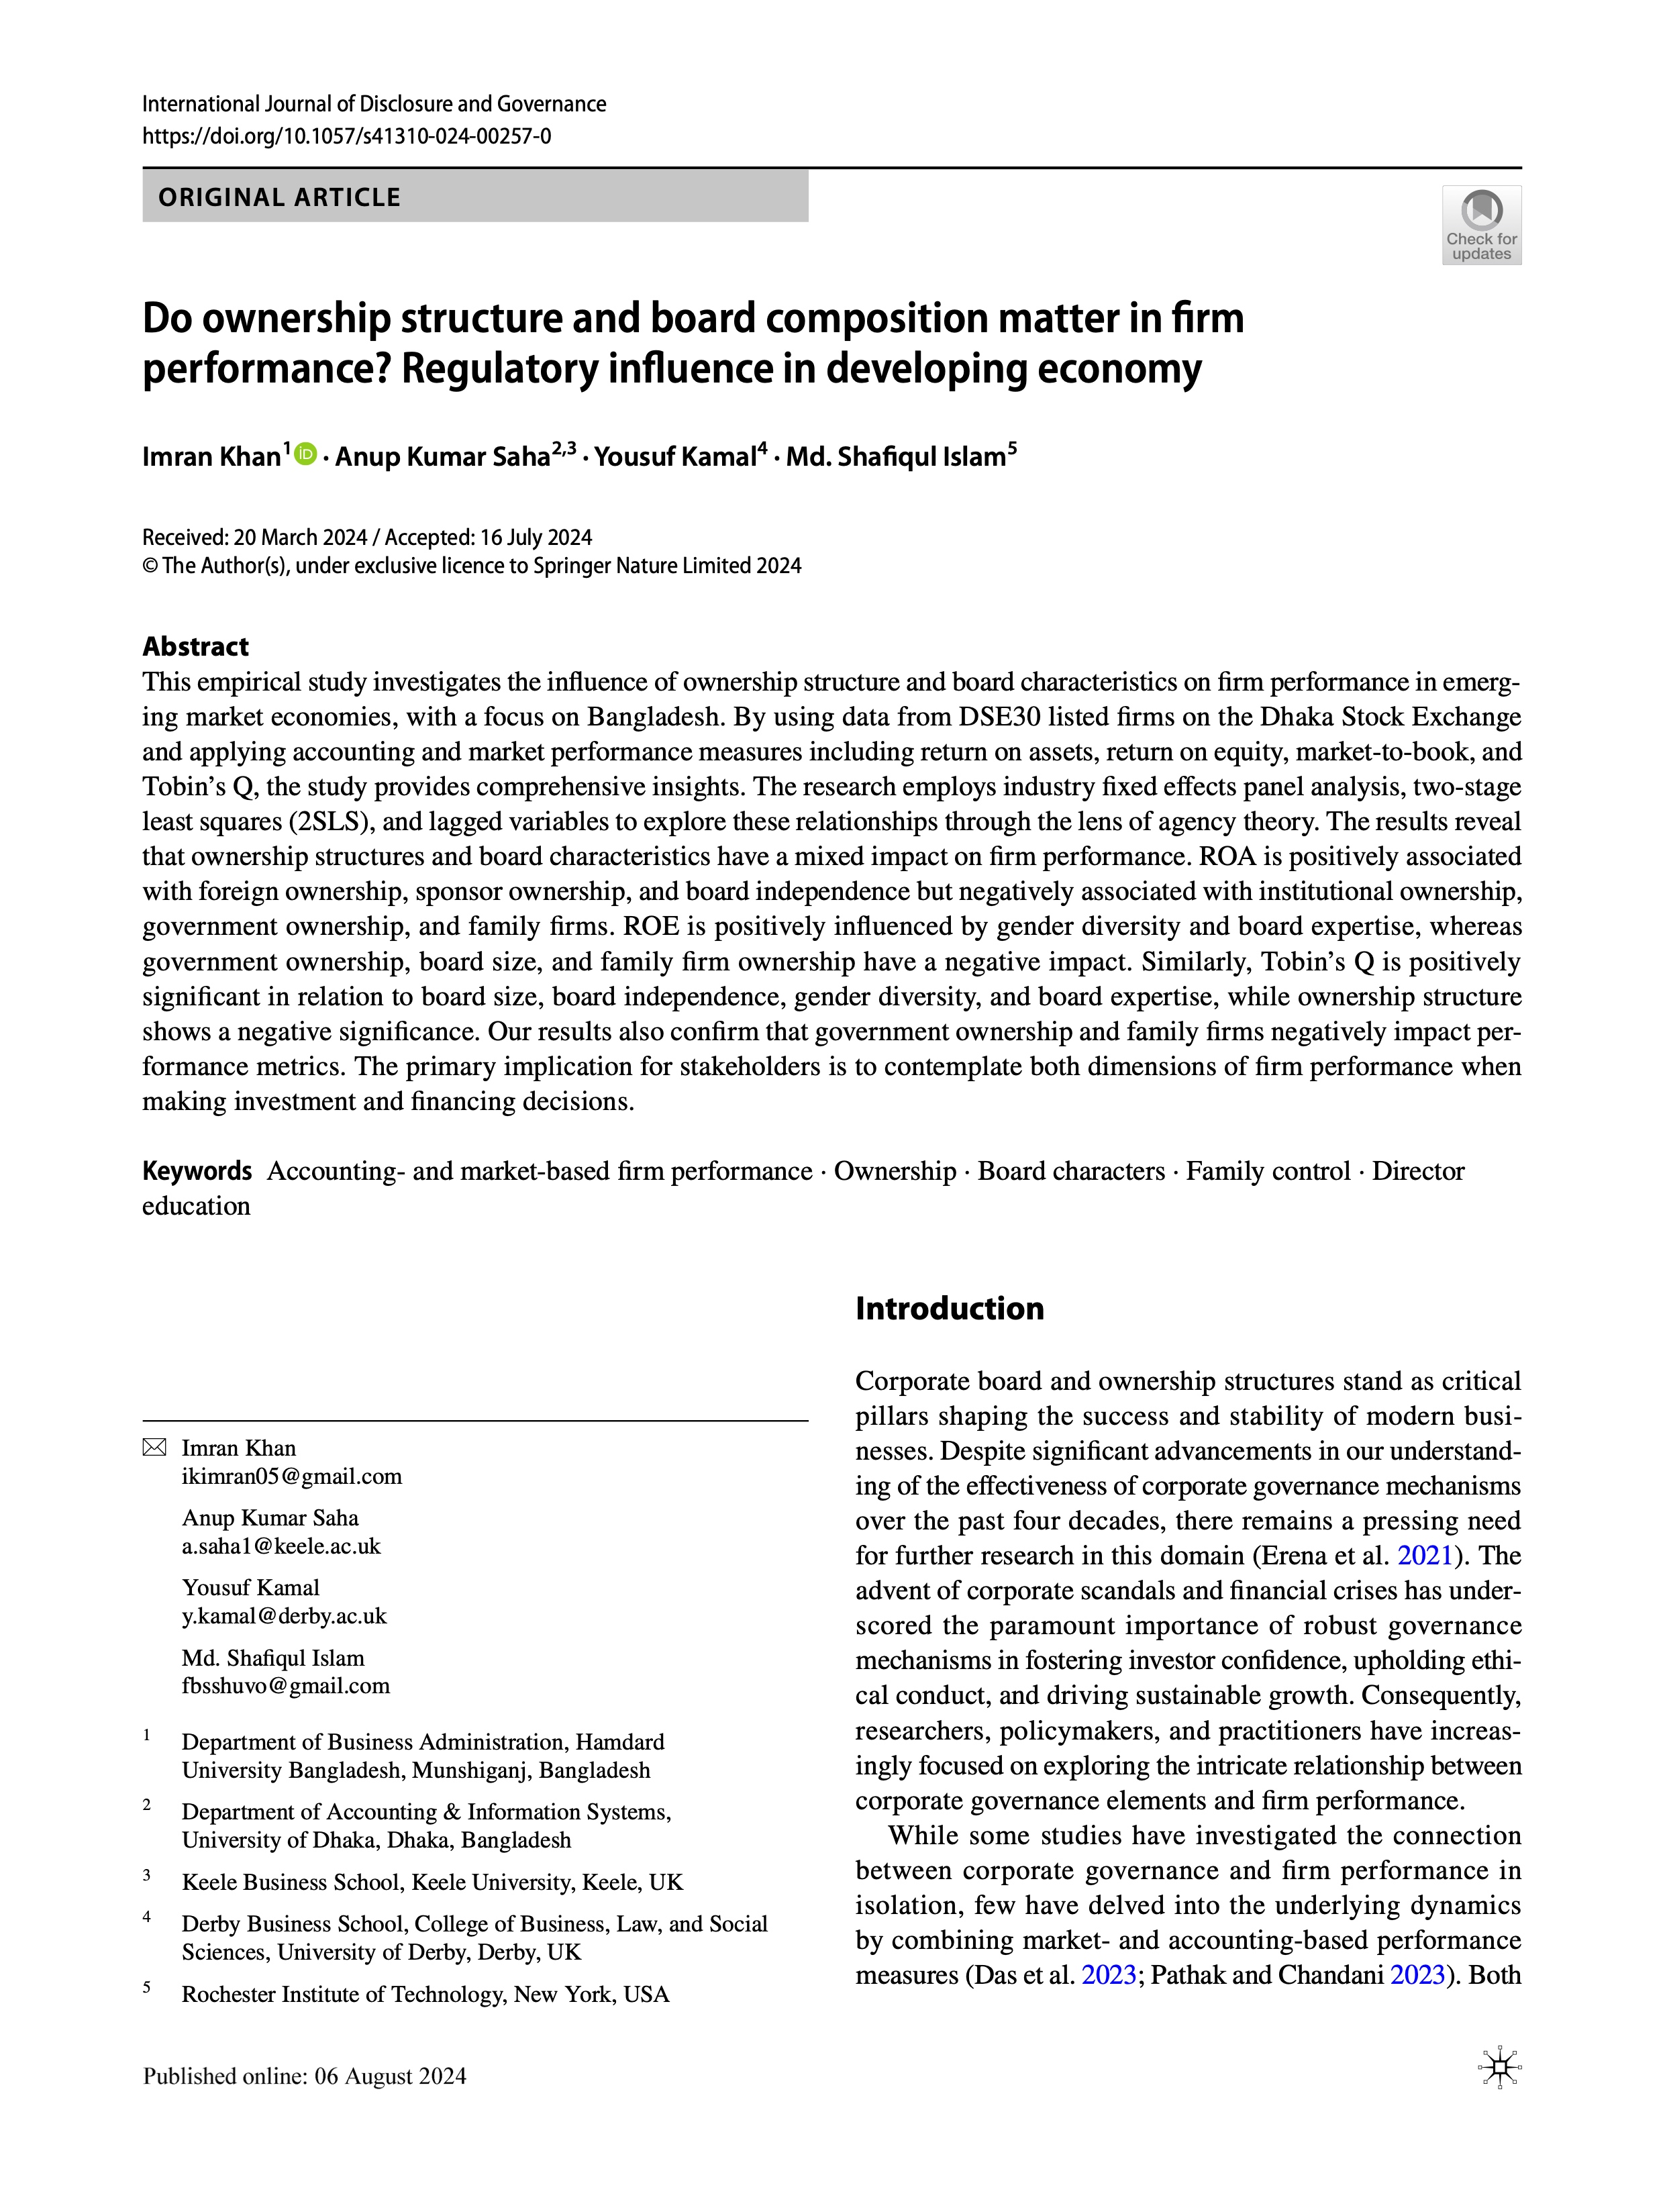 International Journal of Disclosure and Governance
https://doi.org/10.1057/s41310-024-00257-0
ORIGINAL ARTICLE
Check for
updates
Do ownership structure and board composition matter in firm
performance? Regulatory influence in developing economy
Imran Khan1 iD · Anup Kumar Saha2,3 · Yousuf Kamal4 · Md. Shafiqul Islam5
Received: 20 March 2024 / Accepted: 16 July 2024
© The Author(s), under exclusive licence to Springer Nature Limited 2024
Abstract
This empirical study investigates the influence of ownership structure and board characteristics on firm performance in emerg-
ing market economies, with a focus on Bangladesh. By using data from DSE30 listed firms on the Dhaka Stock Exchange
and applying accounting and market performance measures including return on assets, return on equity, market-to-book, and
Tobin’s Q, the study provides comprehensive insights. The research employs industry fixed effects panel analysis, two-stage
least squares (2SLS), and lagged variables to explore these relationships through the lens of agency theory. The results reveal
that ownership structures and board characteristics have a mixed impact on firm performance. ROA is positively associated
with foreign ownership, sponsor ownership, and board independence but negatively associated with institutional ownership,
government ownership, and family firms. ROE is positively influenced by gender diversity and board expertise, whereas
government ownership, board size, and family firm ownership have a negative impact. Similarly, Tobin’s Q is positively
significant in relation to board size, board independence, gender diversity, and board expertise, while ownership structure
shows a negative significance. Our results also confirm that government ownership and family firms negatively impact per-
formance metrics. The primary implication for stakeholders is to contemplate both dimensions of firm performance when
making investment and financing decisions.
Keywords Accounting- and market-based firm performance · Ownership · Board characters · Family control · Director
education
Imran Khan
ikimran05@gmail.com
Anup Kumar Saha
a.saha1@keele.ac.uk
Yousuf Kamal
y.kamal@derby.ac.uk
Md. Shafiqul Islam
fbsshuvo@gmail.com
1 Department of Business Administration, Hamdard
University Bangladesh, Munshiganj, Bangladesh
2 Department of Accounting & Information Systems,
University of Dhaka, Dhaka, Bangladesh
3 Keele Business School, Keele University, Keele, UK
4 Derby Business School, College of Business, Law, and Social
Sciences, University of Derby, Derby, UK
5 Rochester Institute of Technology, New York, USA
Introduction
Corporate board and ownership structures stand as critical
pillars shaping the success and stability of modern busi-
nesses. Despite significant advancements in our understand-
ing of the effectiveness of corporate governance mechanisms
over the past four decades, there remains a pressing need
for further research in this domain (Erena et al. 2021). The
advent of corporate scandals and financial crises has under-
scored the paramount importance of robust governance
mechanisms in fostering investor confidence, upholding ethi-
cal conduct, and driving sustainable growth. Consequently,
researchers, policymakers, and practitioners have increas-
ingly focused on exploring the intricate relationship between
corporate governance elements and firm performance.
While some studies have investigated the connection
between corporate governance and firm performance in
isolation, few have delved into the underlying dynamics
by combining market- and accounting-based performance
measures (Das et al. 2023; Pathak and Chandani 2023). Both
Published online: 06 August 2024